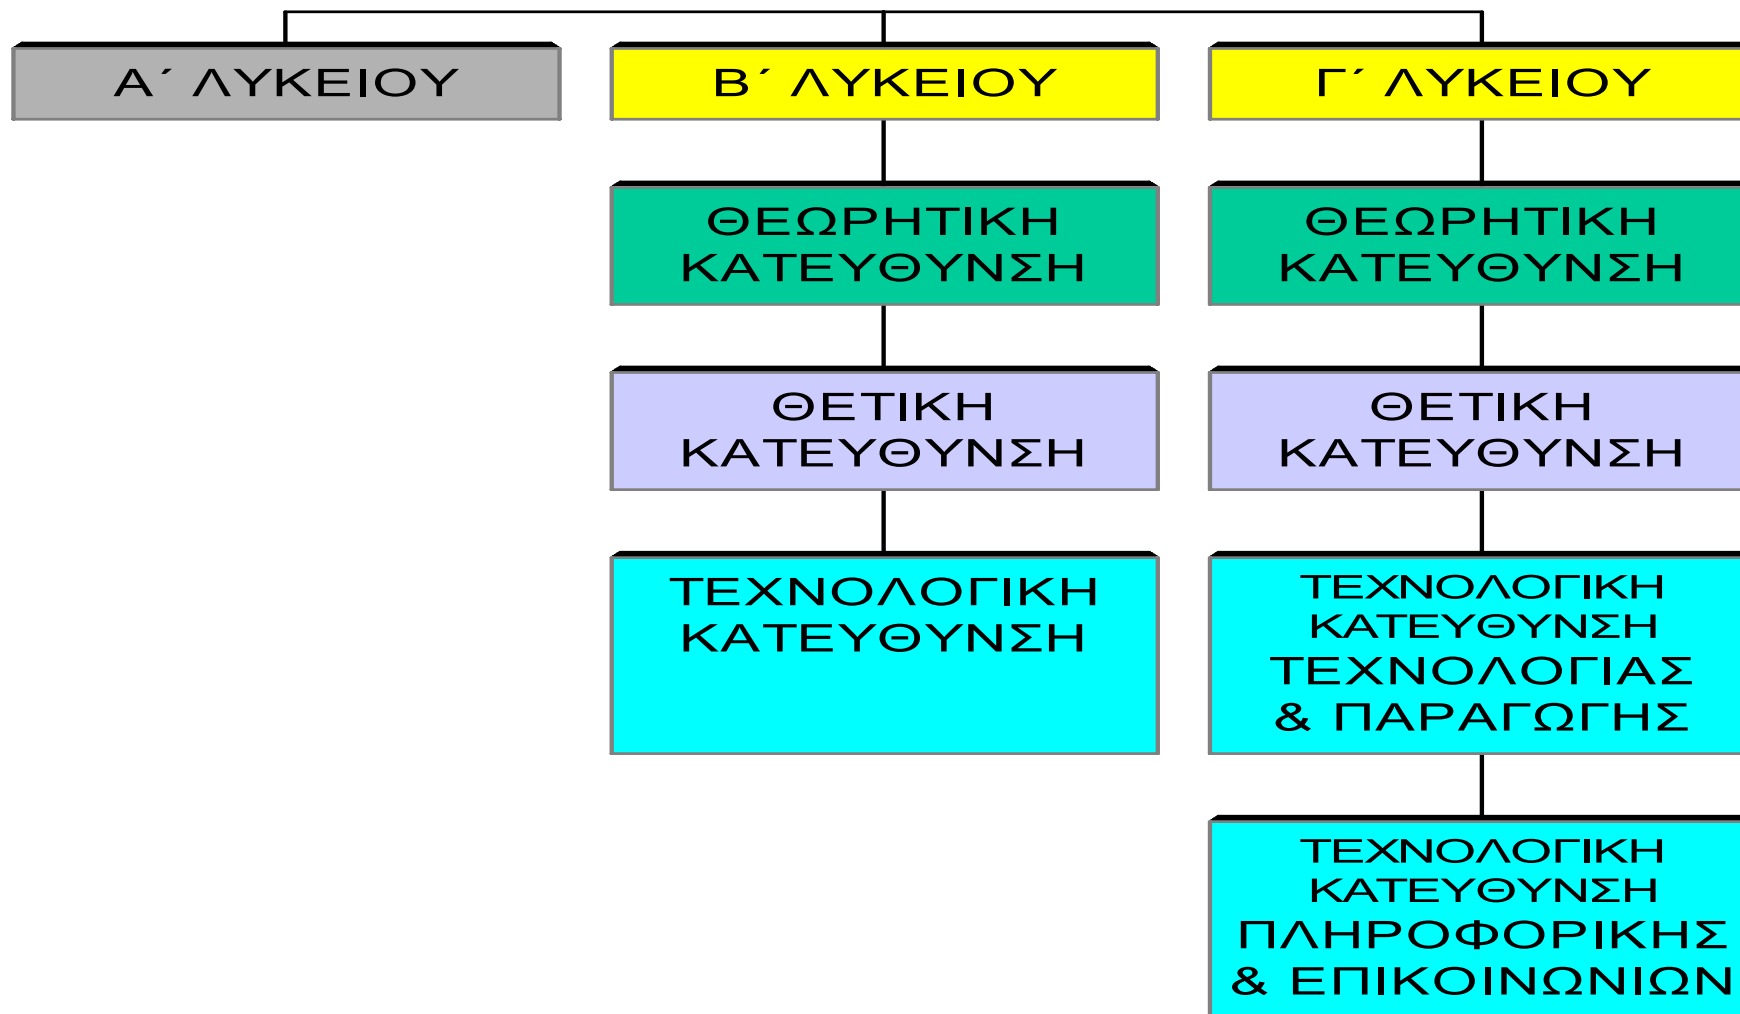 Α΄ ΛΥΚΕΙΟΥ
Β΄ ΛΥΚΕΙΟΥ
Γ΄ ΛΥΚΕΙΟΥ
ΘΕΩΡΗΤΙΚΗ
ΚΑΤΕΥΘΥΝΣΗ
ΘΕΩΡΗΤΙΚΗ
ΚΑΤΕΥΘΥΝΣΗ
ΘΕΤΙΚΗ
ΚΑΤΕΥΘΥΝΣΗ
ΘΕΤΙΚΗ
ΚΑΤΕΥΘΥΝΣΗ
ΤΕΧΝΟΛΟΓΙΚΗ
ΚΑΤΕΥΘΥΝΣΗ
ΤΕΧΝΟΛΟΓΙΚΗ
ΚΑΤΕΥΘΥΝΣΗ
ΤΕΧΝΟΛΟΓΙΑΣ
& ΠΑΡΑΓΩΓΗΣ
ΤΕΧΝΟΛΟΓΙΚΗ
ΚΑΤΕΥΘΥΝΣΗ
ΠΛΗΡΟΦΟΡΙΚΗΣ
& ΕΠΙΚΟΙΝΩΝΙΩΝ